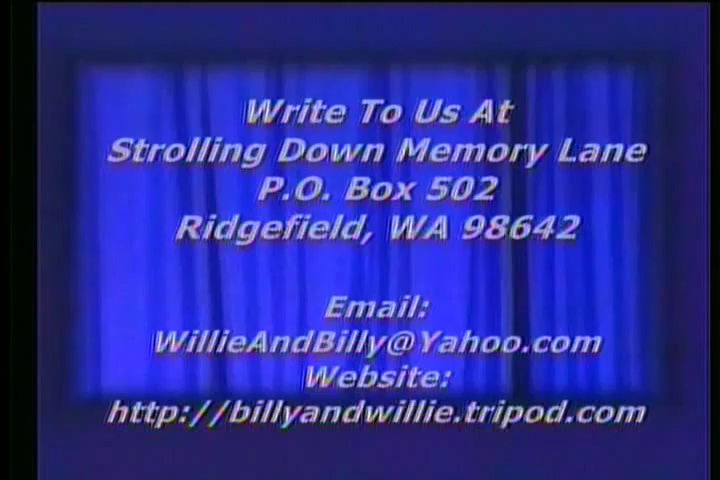 Write To Us At
Strolling Down Memory Lane
P.O. Box 502
Ridgefield, WA 98642
Email:
WillieAndBilly@Yahoo.com
Website:
http://billyandwillie.tripod.com